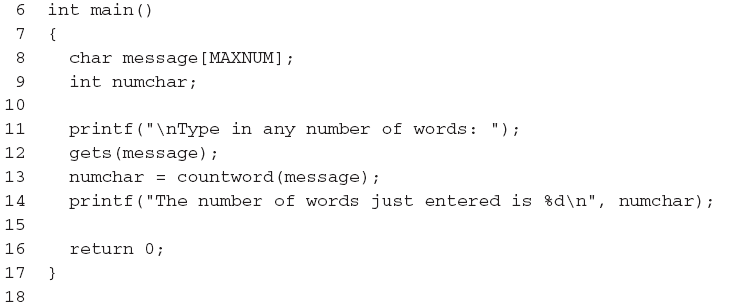 6 int main()
7 {
8   char message[MAXNUM];
9   int numchar;
10
11   printf("\nType in any number of words: ");
12   gets(message);
13   numchar = countword(message);
14   printf("The number of words just entered is %d\n", numchar);
15
16   return 0;
17 }
18